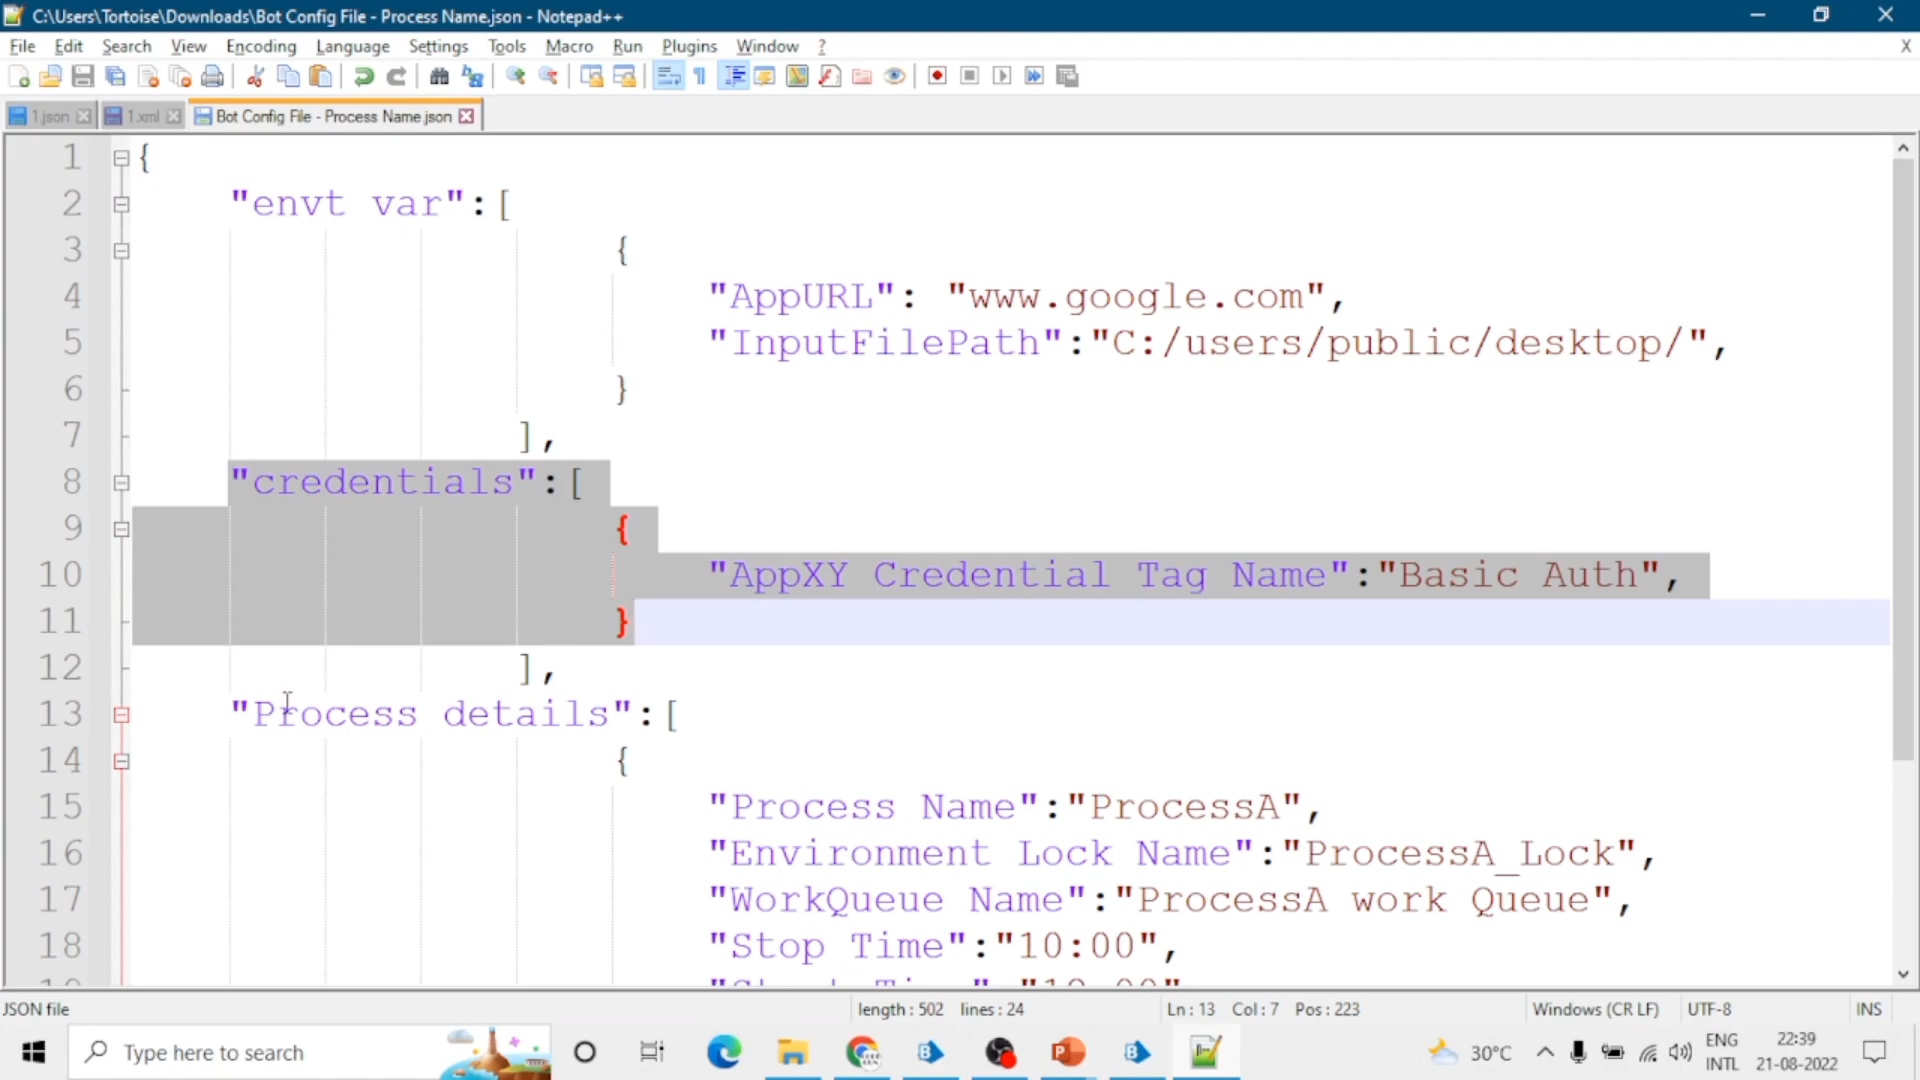 C:\Users\Tortoise\Downloads\Bot Config File - Process Name.json - Notepad++
File Edit Search View Encoding Language Settings Tools Macro Run Plugins Window ? X
1.json 1.xml Bot Config File - Process Name.json
1 {
2 "envt var":[
3 {
4 "AppURL": "www.google.com",
5 "InputFilePath":"C:/users/public/desktop/",
6 }
7 ],
8 "credentials":[
9 {
10 "AppXY Credential Tag Name":"Basic Auth",
11 }
12 ],
13 "Process details":[
14 {
15 "Process Name":"ProcessA",
16 "Environment Lock Name":"ProcessA_Lock",
17 "WorkQueue Name":"ProcessA work Queue",
18 "Stop Time":"10:00",
JSON file length : 502 lines : 24 Ln : 13 Col : 7 Pos : 223 Windows (CR LF) UTF-8 INS
Type here to search 30°C ENG INTL 22:39 21-08-2022